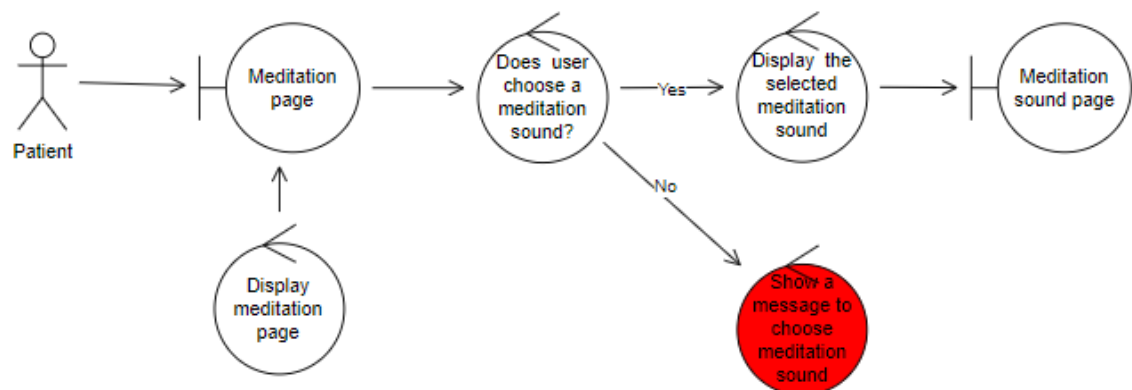 Patient
Meditation
page
Does user
choose a
meditation
sound?
Yes
Display the
selected
meditation
sound
Meditation
sound page
No
Display
meditation
page
Show a
message to
choose
meditation
sound